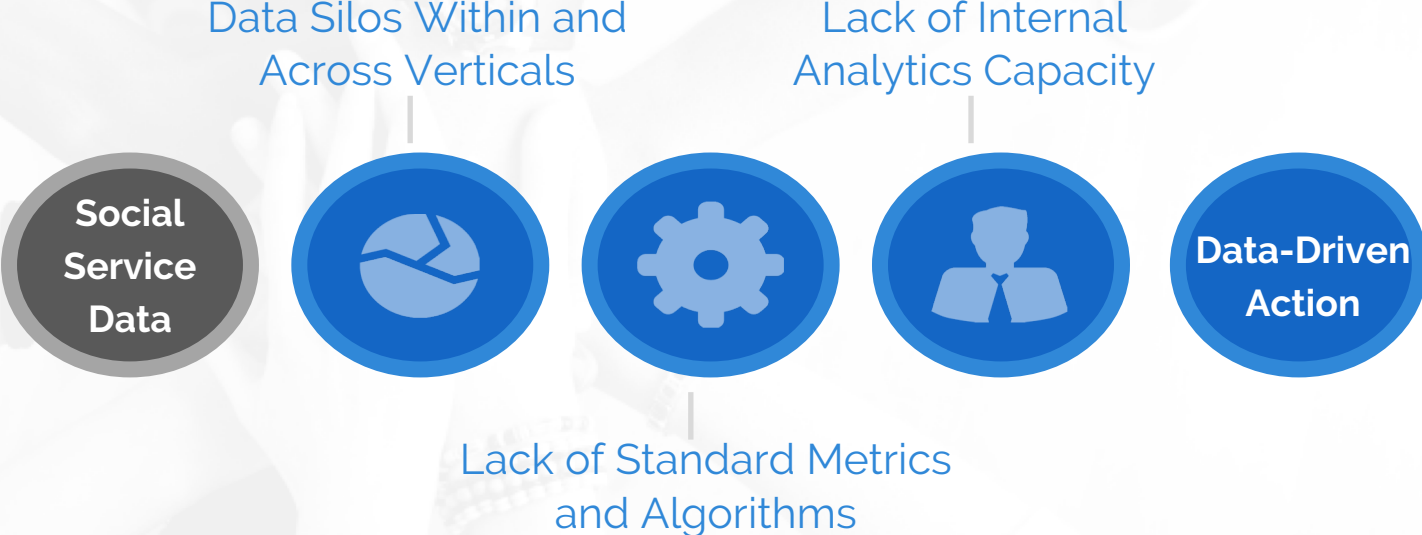 Data Silos Within and
Across Verticals
Lack of Internal
Analytics Capacity
Social
Service
Data
Data-Driven
Action
Lack of Standard Metrics
and Algorithms